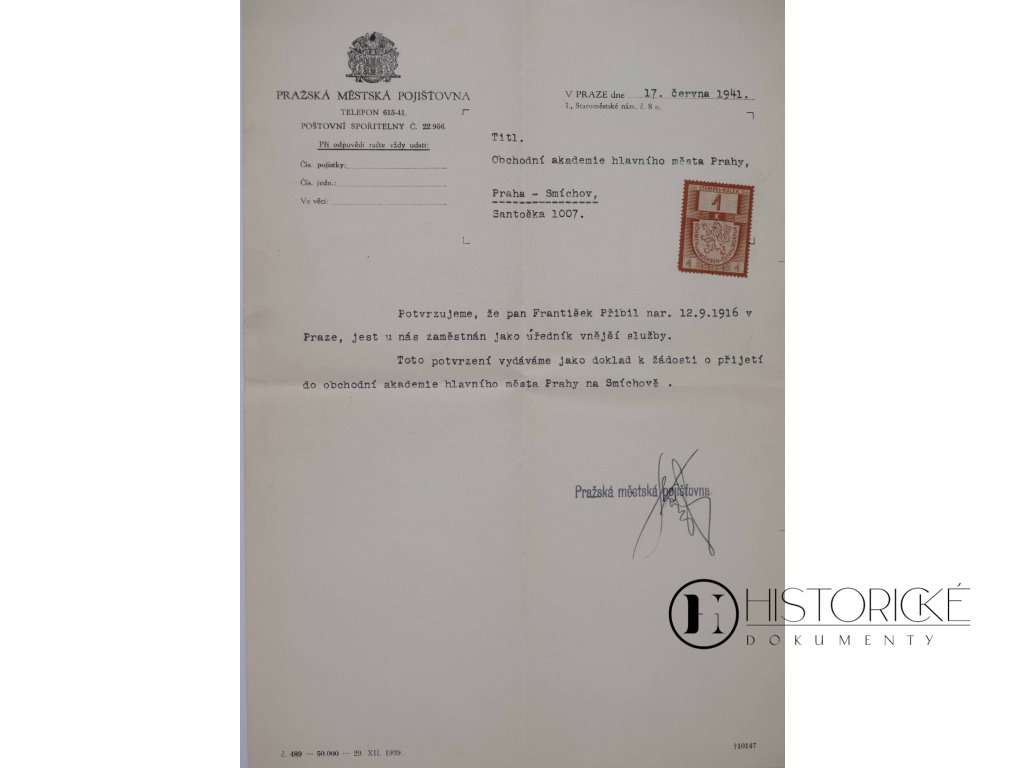 PRAŽSKÁ MĚSTSKÁ POJIŠŤOVNA
TELEFON 615-41.
POŠTOVNÍ SPOŘITELNY Č. 22.956.
Při odpovědi račte vždy udati:
Čís. pojistky:
Čís. jedn.:
Ve věci:
V PRAZE dne 17. června 1941.
I., Staroměstské nám. č. 8 n.
Titl.
Obchodní akademie hlavního města Prahy,
Praha - Smíchov,
Santoška 1007.
1
K
Potvrzujeme, že pan František Přibil nar. 12.9.1916 v
Praze, jest u nás zaměstnán jako úředník vnější služby.
Toto potvrzení vydáváme jako doklad k žádosti o přijetí
do obchodní akademie hlavního města Prahy na Smíchově .
Pražská městská pojišťovna
HISTORICKÉ
DOKUMENTY
č. 489 — 50.000 — 29. XII. 1939.
†10147